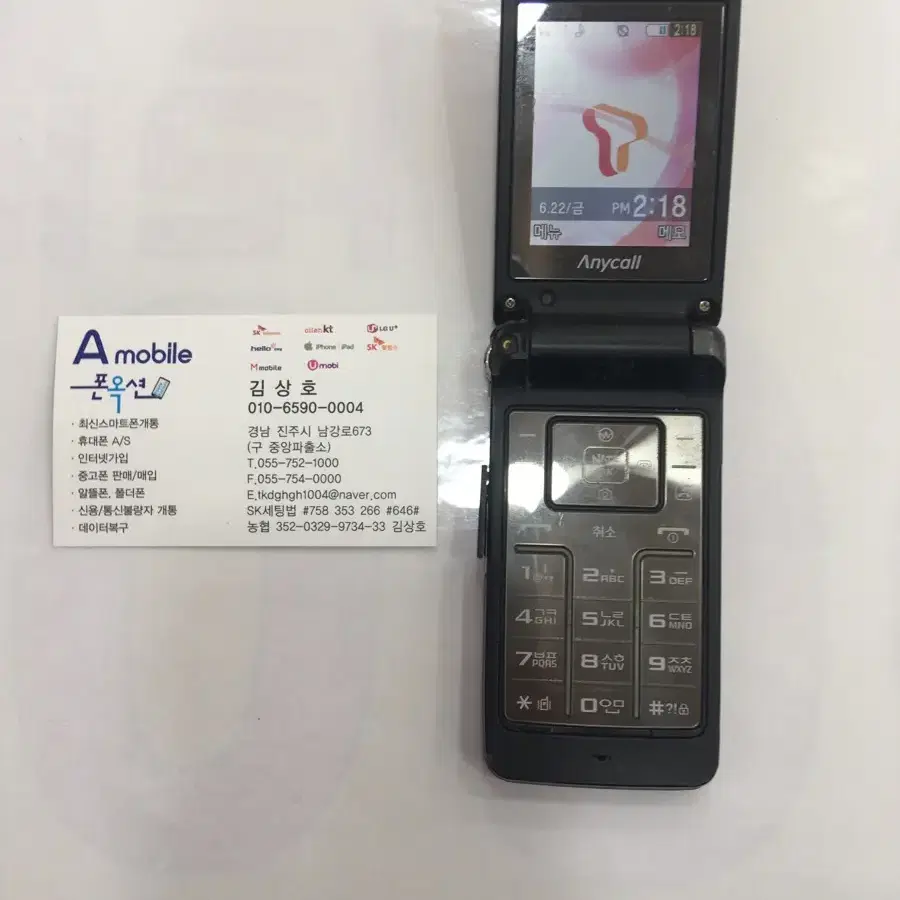 A mobile
폰옥션
· 최신스마트폰개통
· 휴대폰 A/S
· 인터넷가입
· 중고폰 판매/매입
· 알뜰폰, 폴더폰
· 신용/통신불량자 개통
· 데이터복구
SK telecom olleh kt LG U+
hello iPhone iPad SK
M mobile U mobi
김 상 호
010-6590-0004
경남 진주시 남강로673
(구 중앙파출소)
T,055-752-1000
F,055-754-0000
E,tkdghgh1004@naver.com
SK세팅법 #758 353 266 #646#
농협 352-0329-9734-33 김상호
2:18
6.22/금 PM 2:18
메뉴 메모
Anycall
NATE
취소
1
2 ABC
3 DEF
4 ㄱㅋ GHI
5 ㄴㄹ JKL
6 ㄷㅌ MNO
7 ㅂㅍ PQRS
8 ㅅㅎ TUV
9 ㅈㅊ WXYZ
*
0 ㅇㅁ
#?!